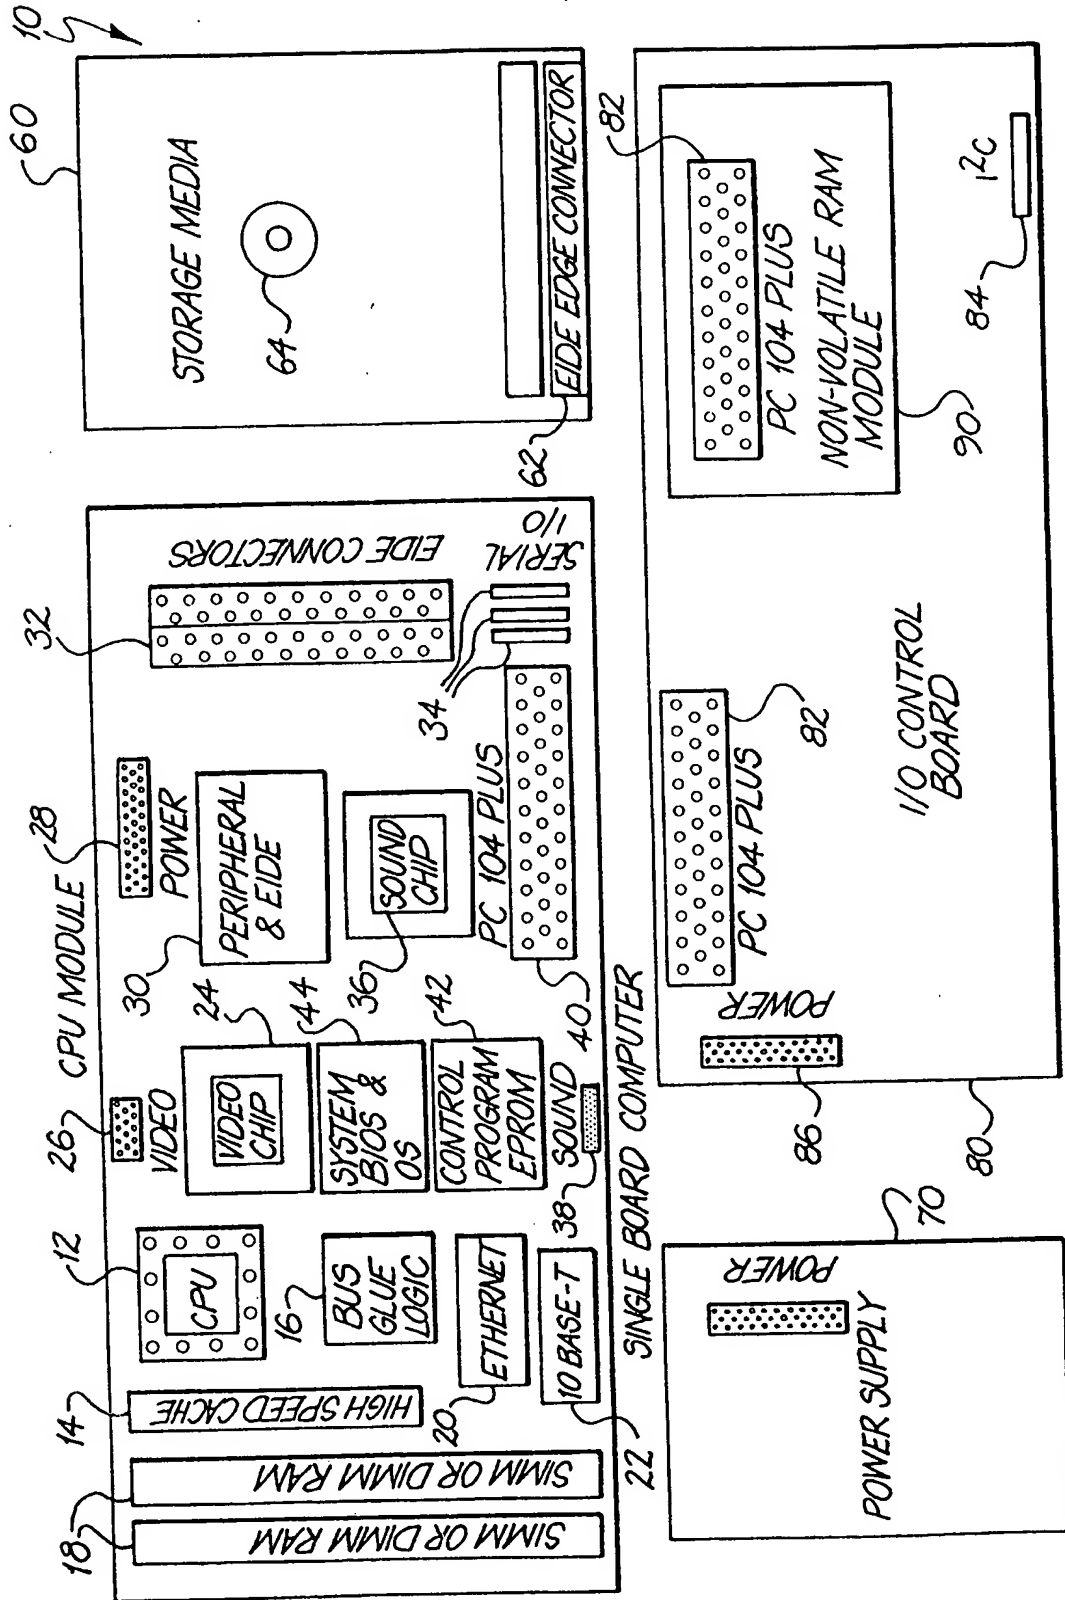 10
60
STORAGE MEDIA
64
62
EIDE EDGE CONNECTOR
CPU MODULE
26
VIDEO
28
POWER
32
EIDE CONNECTORS
12
CPU
14
HIGH SPEED CACHE
18
SIMM OR DIMM RAM
SIMM OR DIMM RAM
16
BUS
GLUE
LOGIC
20
ETHERNET
22
10 BASE-T
24
VIDEO
CHIP
44
SYSTEM
BIOS &
OS
42
CONTROL
PROGRAM
EPROM
38
SOUND
30
PERIPHERAL
& EIDE
36
SOUND
CHIP
PC 104 PLUS
40
34
SERIAL
I/O
SINGLE BOARD COMPUTER
70
POWER
POWER SUPPLY
80
86
POWER
82
PC 104 PLUS
I/O CONTROL
BOARD
82
PC 104 PLUS
NON-VOLATILE RAM
MODULE
90
84
I2C